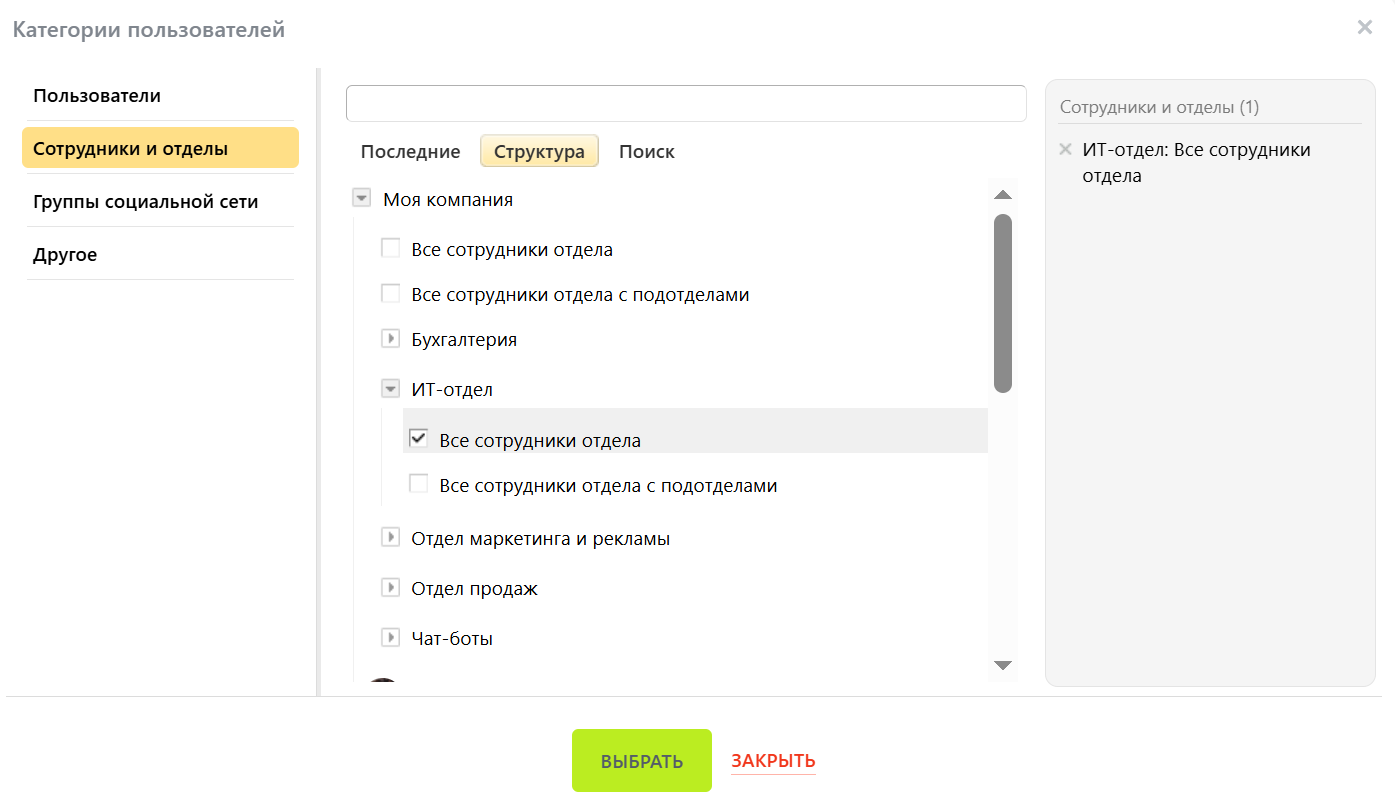 Категории пользователей
Пользователи
Сотрудники и отделы
Группы социальной сети
Другое
Последние
Структура
Поиск
Моя компания
Все сотрудники отдела
Все сотрудники отдела с подотделами
Бухгалтерия
ИТ-отдел
Все сотрудники отдела
Все сотрудники отдела с подотделами
Отдел маркетинга и рекламы
Отдел продаж
Чат-боты
Сотрудники и отделы (1)
ИТ-отдел: Все сотрудники
отдела
ВЫБРАТЬ
ЗАКРЫТЬ